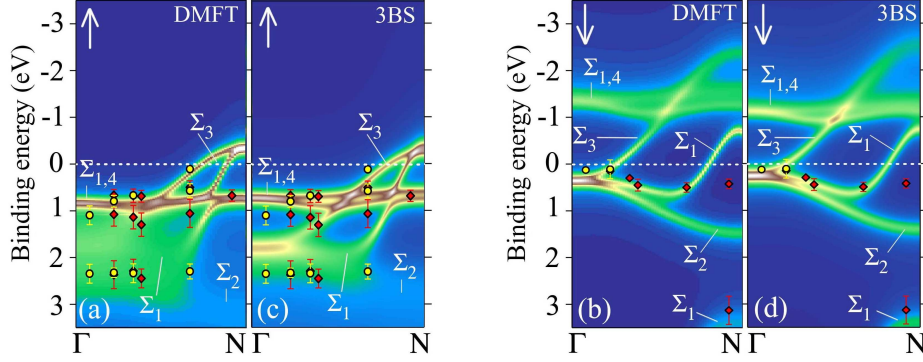 DMFT
3BS
DMFT
3BS
Binding energy (eV)
-3
-2
-1
0
1
2
3
Σ3
Σ1,4
Σ1
Σ2
(a)
Σ3
Σ1,4
Σ1
Σ2
(c)
Γ
N
Γ
N
Binding energy (eV)
-3
-2
-1
0
1
2
3
Σ1,4
Σ3
Σ1
Σ2
Σ1
(b)
Σ1,4
Σ3
Σ1
Σ2
Σ1
(d)
Γ
N
Γ
N